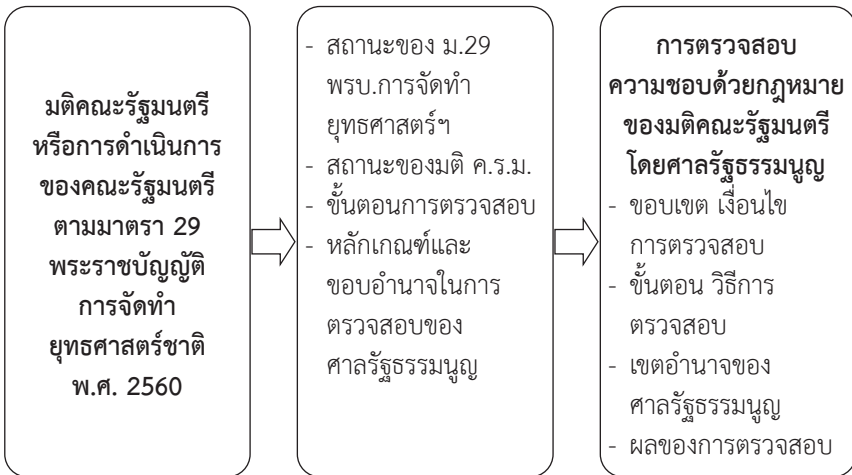 มติคณะรัฐมนตรี
หรือการดำเนินการ
ของคณะรัฐมนตรี
ตามมาตรา 29
พระราชบัญญัติ
การจัดทำ
ยุทธศาสตร์ชาติ
พ.ศ. 2560
- สถานะของ ม.29
พรบ.การจัดทำ
ยุทธศาสตร์ฯ
- สถานะของมติ ค.ร.ม.
- ขั้นตอนการตรวจสอบ
- หลักเกณฑ์และ
ขอบอำนาจในการ
ตรวจสอบของ
ศาลรัฐธรรมนูญ
การตรวจสอบ
ความชอบด้วยกฎหมาย
ของมติคณะรัฐมนตรี
โดยศาลรัฐธรรมนูญ
- ขอบเขต เงื่อนไข
การตรวจสอบ
- ขั้นตอน วิธีการ
ตรวจสอบ
- เขตอำนาจของ
ศาลรัฐธรรมนูญ
- ผลของการตรวจสอบ